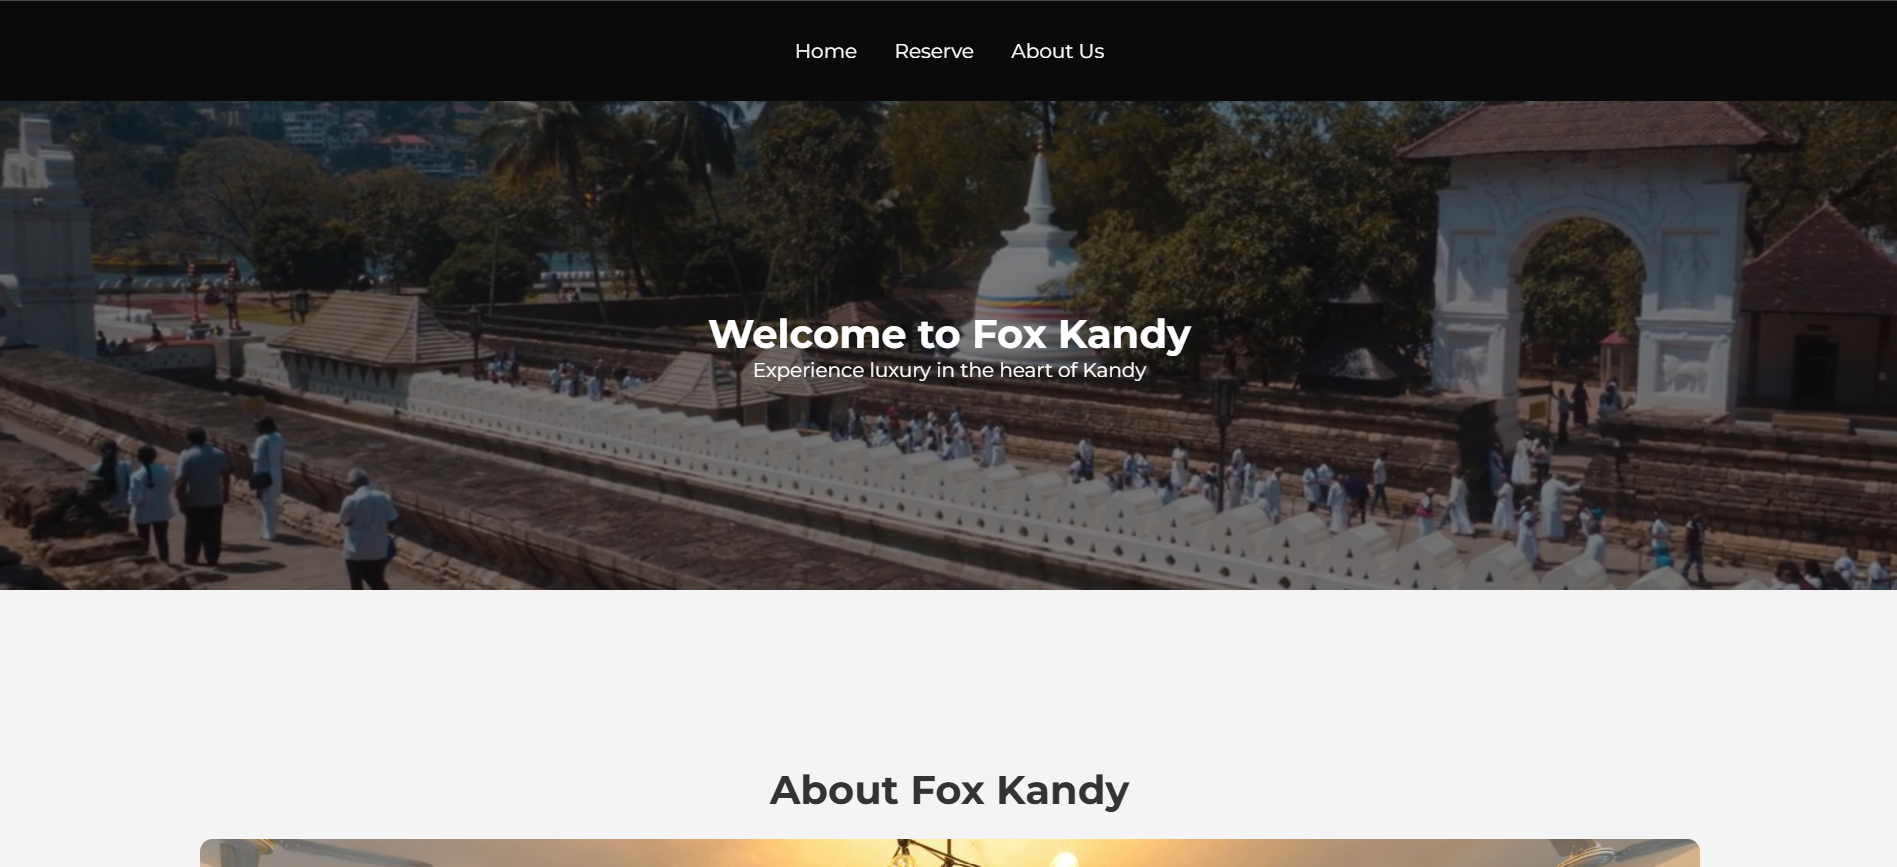 Home Reserve About Us
Welcome to Fox Kandy
Experience luxury in the heart of Kandy
About Fox Kandy